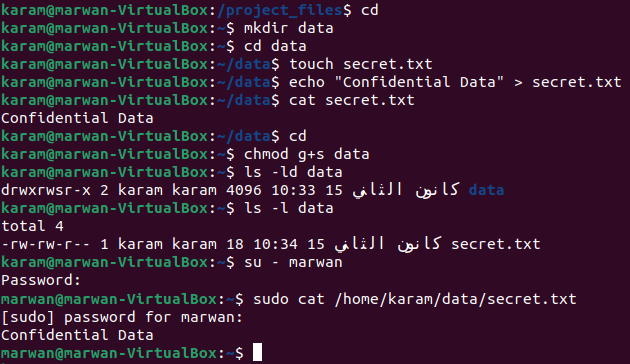 karam@marwan-VirtualBox:/project_files$ cd
karam@marwan-VirtualBox:~$ mkdir data
karam@marwan-VirtualBox:~$ cd data
karam@marwan-VirtualBox:~/data$ touch secret.txt
karam@marwan-VirtualBox:~/data$ echo "Confidential Data" > secret.txt
karam@marwan-VirtualBox:~/data$ cat secret.txt
Confidential Data
karam@marwan-VirtualBox:~/data$ cd
karam@marwan-VirtualBox:~$ chmod g+s data
karam@marwan-VirtualBox:~$ ls -ld data
drwxrwsr-x 2 karam karam 4096 10:33 15 كانون الثاني data
karam@marwan-VirtualBox:~$ ls -l data
total 4
-rw-rw-r-- 1 karam karam 18 10:34 15 كانون الثاني secret.txt
karam@marwan-VirtualBox:~$ su - marwan
Password:
marwan@marwan-VirtualBox:~$ sudo cat /home/karam/data/secret.txt
[sudo] password for marwan:
Confidential Data
marwan@marwan-VirtualBox:~$